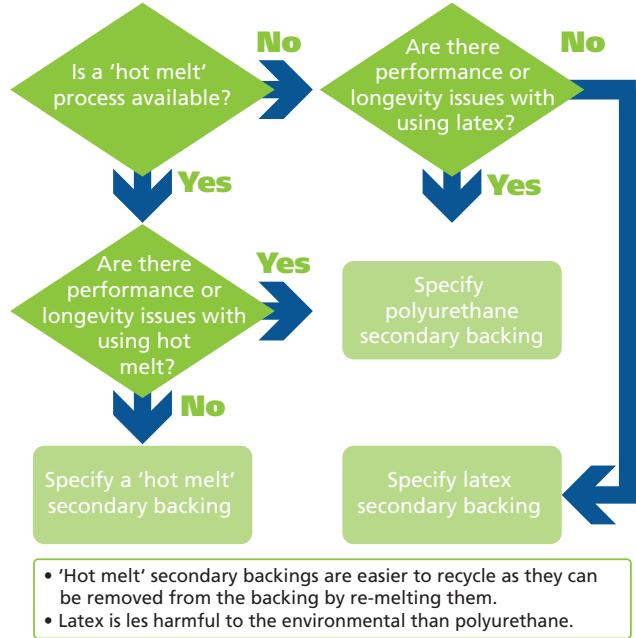 Is a 'hot melt'
process available?
No
Are there
performance or
longevity issues with
using latex?
No
Yes
Yes
Are there
performance or
longevity issues with
using hot
melt?
Yes
Specify
polyurethane
secondary backing
No
Specify a 'hot melt'
secondary backing
Specify latex
secondary backing
• 'Hot melt' secondary backings are easier to recycle as they can
be removed from the backing by re-melting them.
• Latex is les harmful to the environmental than polyurethane.